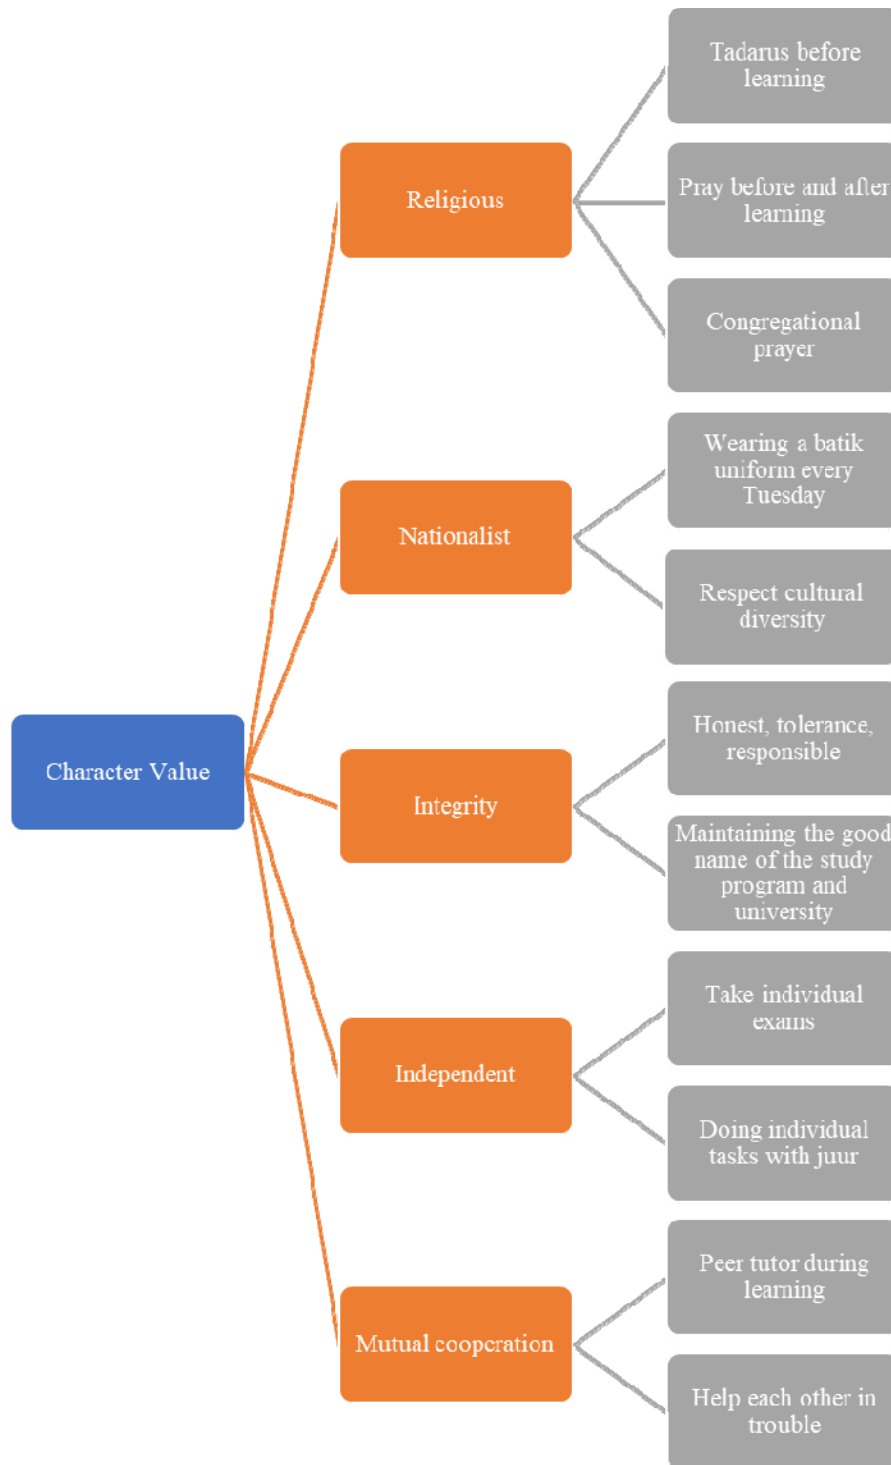 Character Value
Religious
Tadarus before
learning
Pray before and after
learning
Congregational
prayer
Nationalist
Wearing a batik
uniform every
Tuesday
Respect cultural
diversity
Integrity
Honest, tolerance,
responsible
Maintaining the good
name of the study
program and
university
Independent
Take individual
exams
Doing individual
tasks with juur
Mutual cooperation
Peer tutor during
learning
Help each other in
trouble